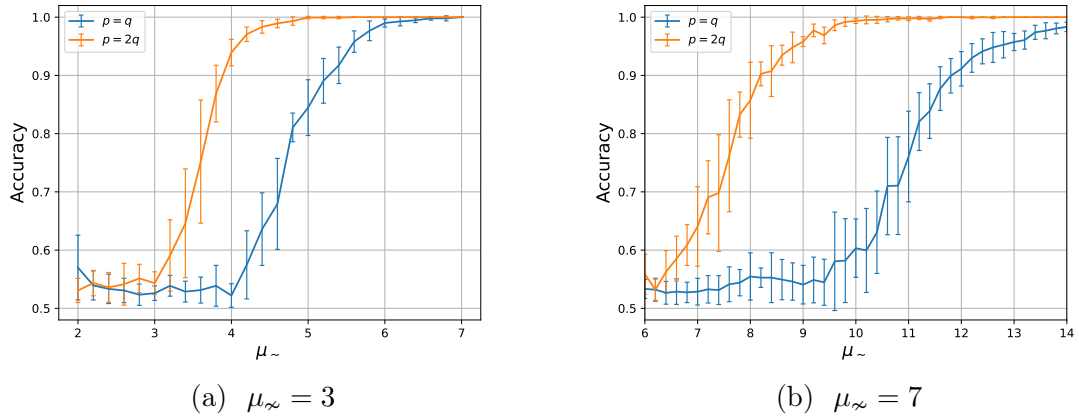 1.0
0.9
0.8
0.7
0.6
0.5
Accuracy
p = q
p = 2q
2 3 4 5 6 7
μ~
(a) μ≁ = 3
1.0
0.9
0.8
0.7
0.6
0.5
Accuracy
p = q
p = 2q
6 7 8 9 10 11 12 13 14
μ~
(b) μ≁ = 7